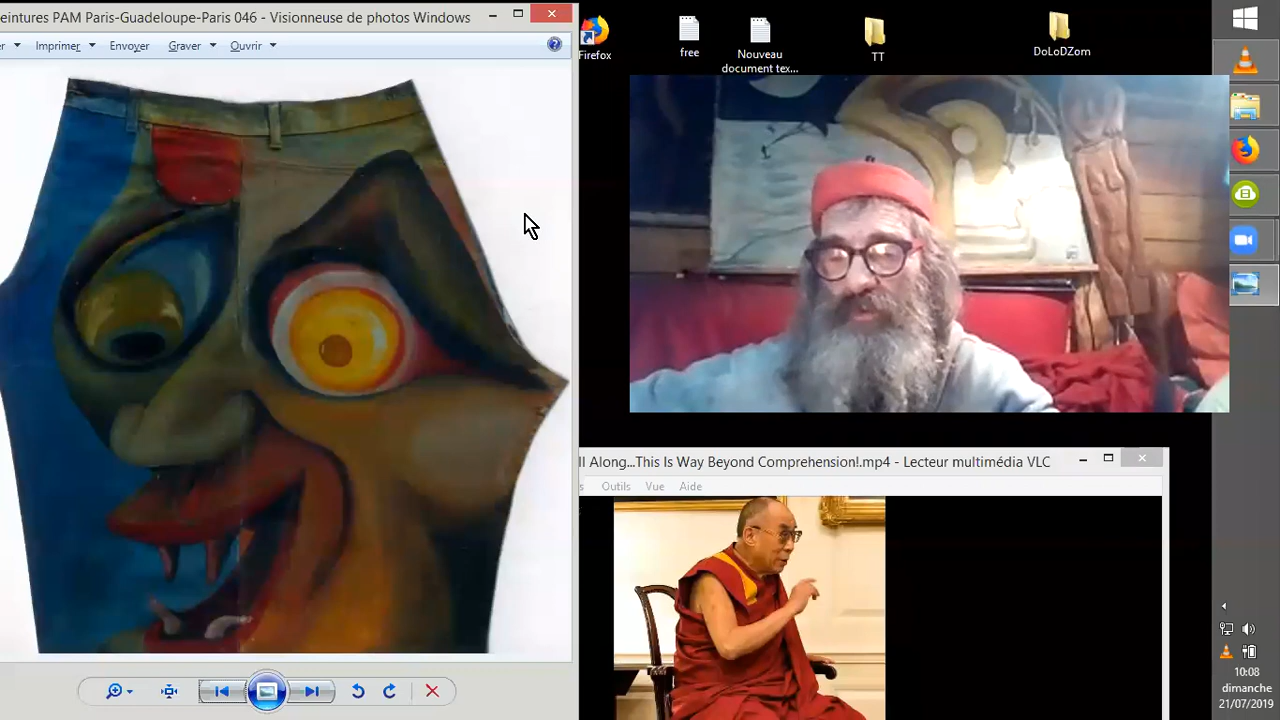 eintures PAM Paris-Guadeloupe-Paris 046 - Visionneuse de photos Windows
Imprimer
Envoyer
Graver
Ouvrir
Firefox
free
Nouveau
document tex...
TT
DoLoDZom
ll Along...This Is Way Beyond Comprehension!.mp4 - Lecteur multimédia VLC
Outils
Vue
Aide
10:08
dimanche
21/07/2019